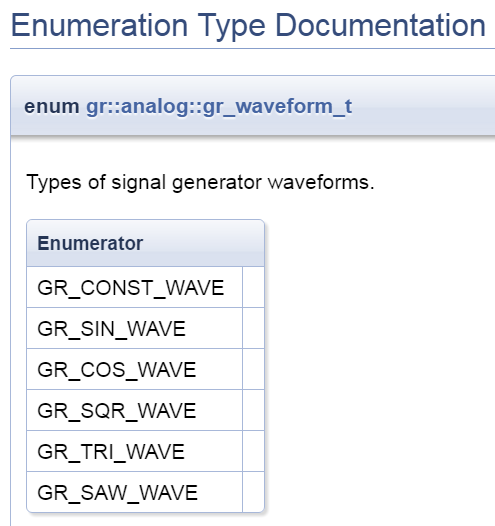 Enumeration Type Documentation
enum gr::analog::gr_waveform_t
Types of signal generator waveforms.
Enumerator
GR_CONST_WAVE
GR_SIN_WAVE
GR_COS_WAVE
GR_SQR_WAVE
GR_TRI_WAVE
GR_SAW_WAVE